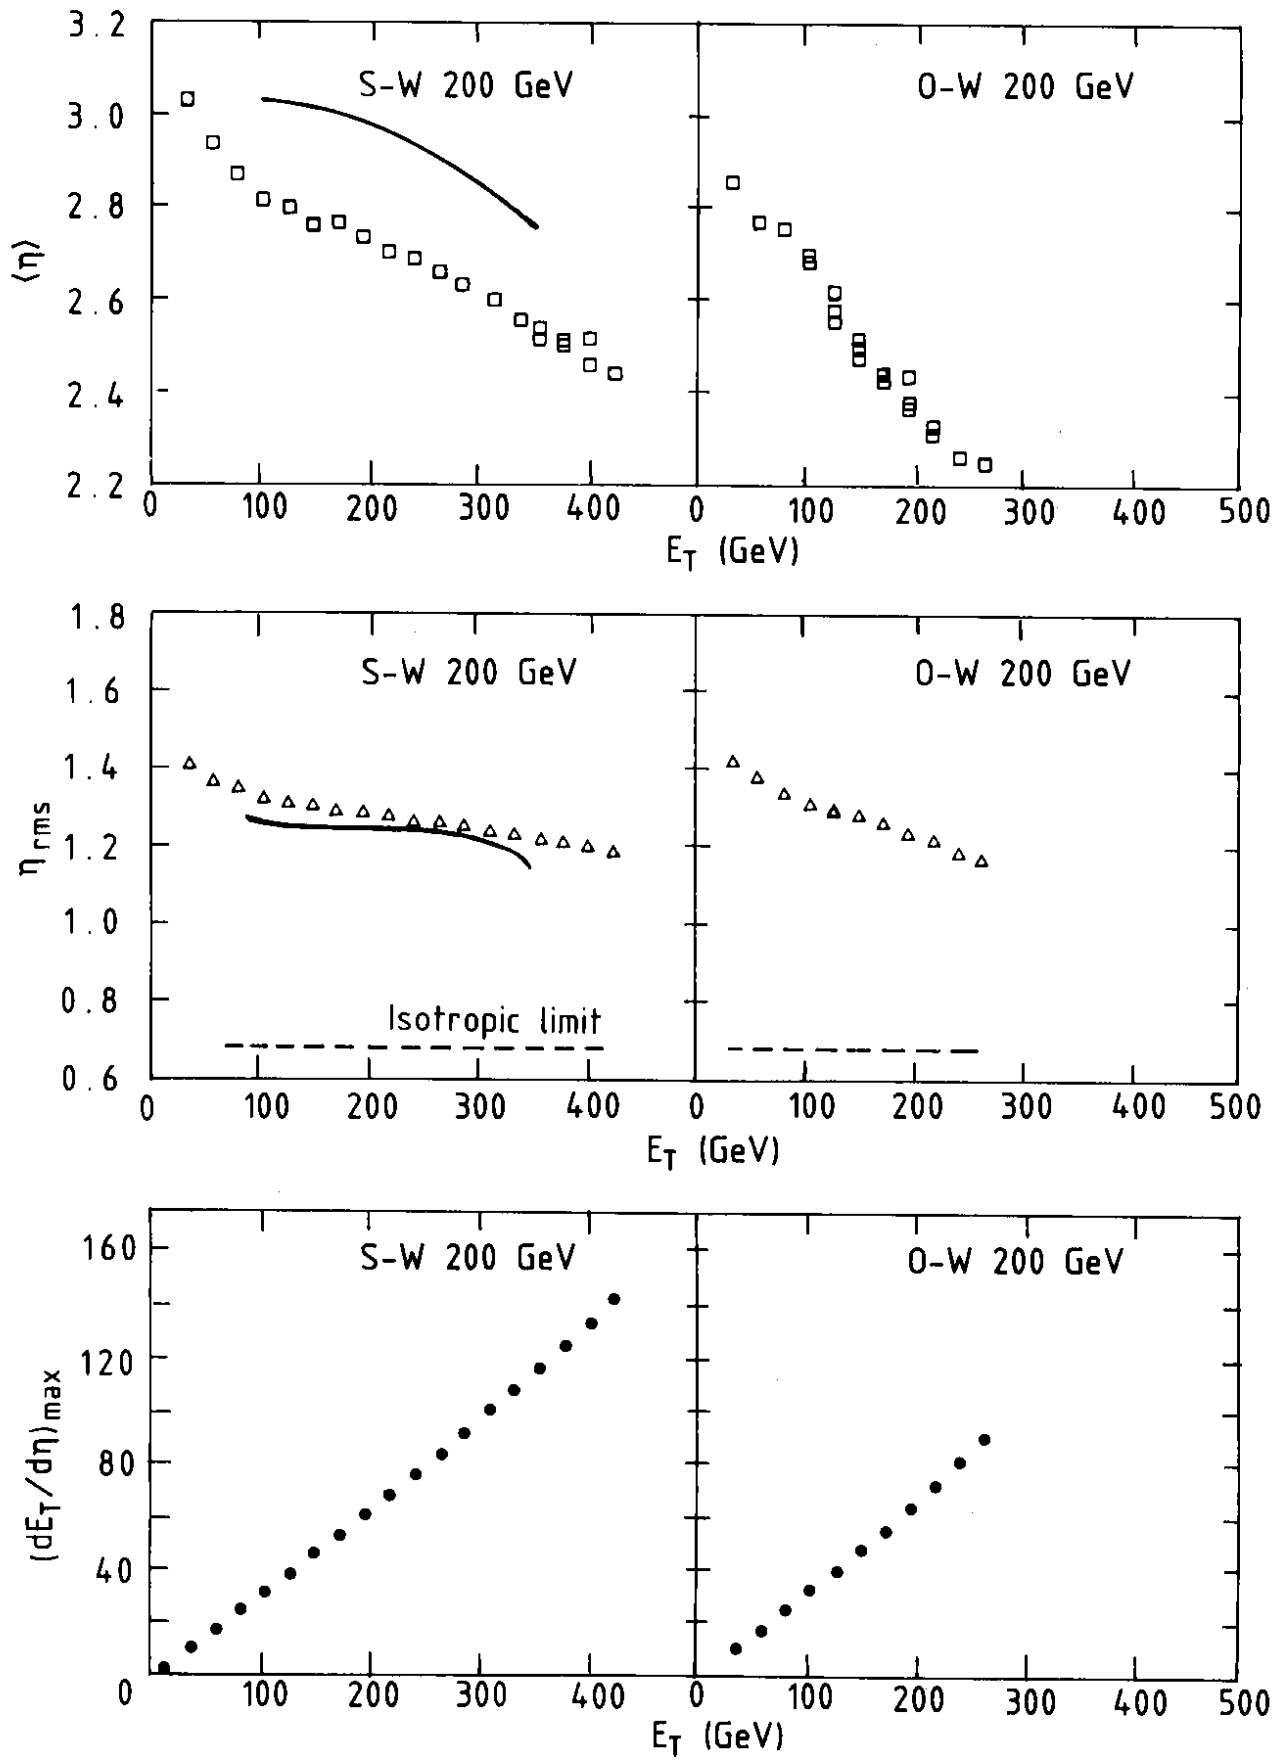 3.2
3.0
2.8
2.6
2.4
2.2
⟨η⟩
S-W 200 GeV
O-W 200 GeV
0 100 200 300 400 0 100 200 300 400 500
E_T (GeV)
1.8
1.6
1.4
1.2
1.0
0.8
0.6
η_rms
S-W 200 GeV
O-W 200 GeV
Isotropic limit
0 100 200 300 400 0 100 200 300 400 500
E_T (GeV)
160
120
80
40
0
(dE_T/dη)_max
S-W 200 GeV
O-W 200 GeV
100 200 300 400 0 100 200 300 400 500
E_T (GeV)